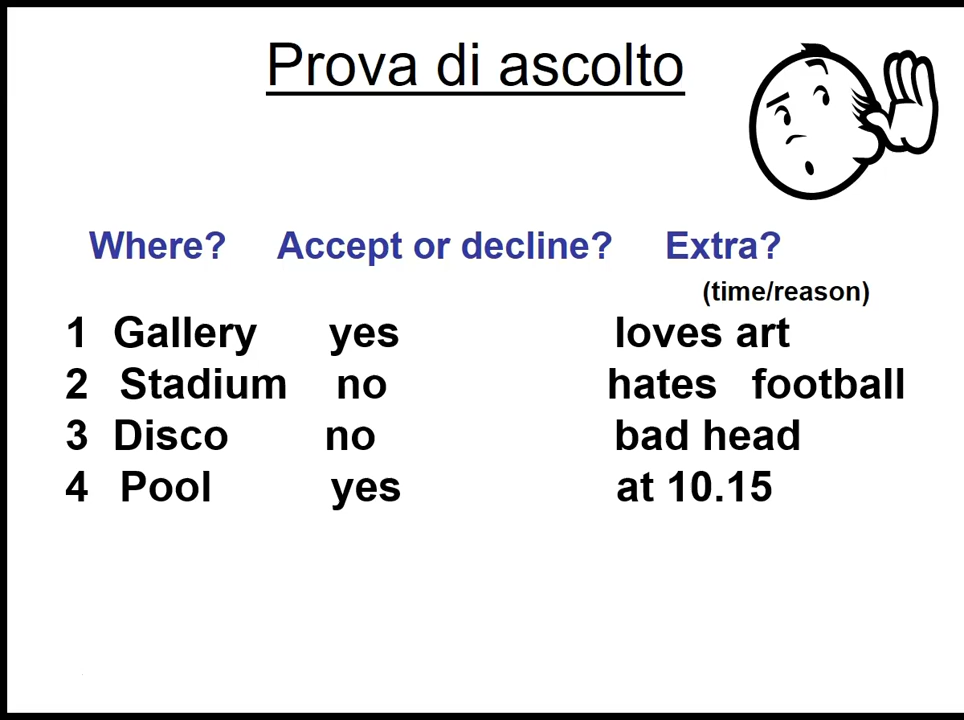 Prova di ascolto
Where? Accept or decline? Extra?
(time/reason)
1 Gallery yes loves art
2 Stadium no hates football
3 Disco no bad head
4 Pool yes at 10.15